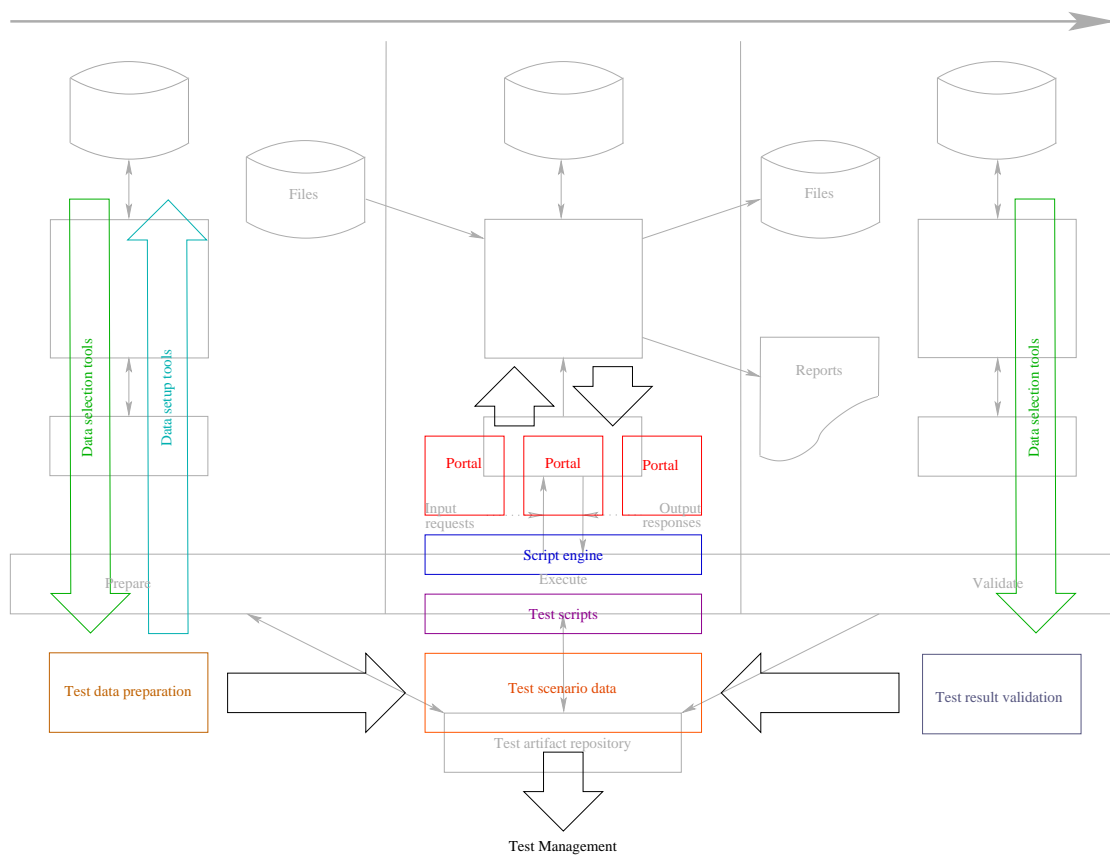 Files
Files
Data selection tools
Data setup tools
Reports
Data selection tools
Portal
Portal
Portal
Input
requests
Output
responses
Script engine
Prepare
Execute
Validate
Test scripts
Test data preparation
Test scenario data
Test result validation
Test artifact repository
Test Management